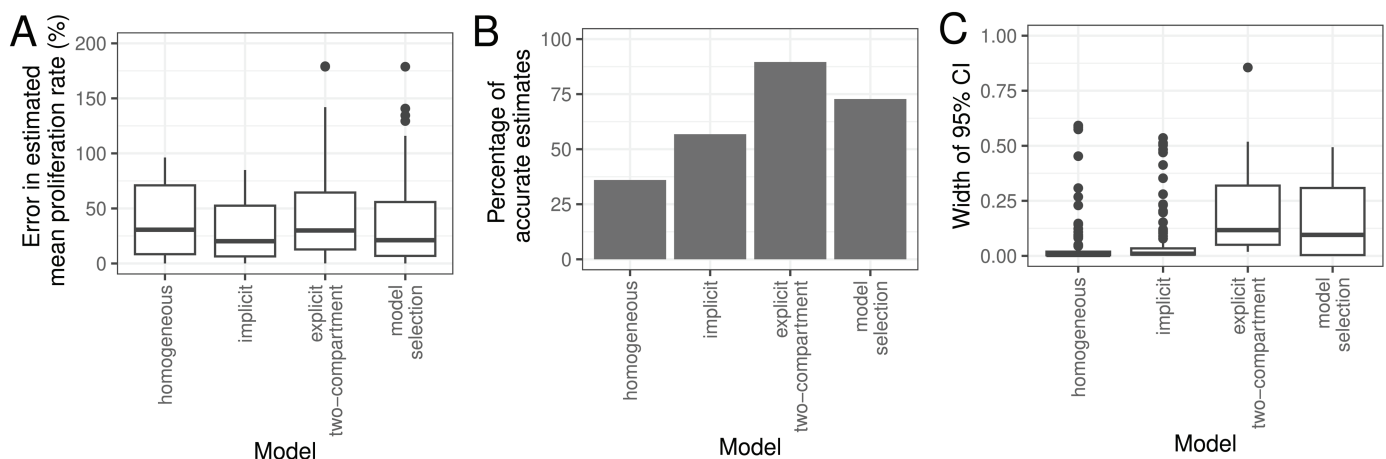 A
Error in estimated
mean proliferation rate (%)
200
150
100
50
0
homogeneous
implicit
explicit
two−compartment
model
selection
Model
B
Percentage of
accurate estimates
100
75
50
25
0
homogeneous
implicit
explicit
two−compartment
model
selection
Model
C
Width of 95% CI
1.00
0.75
0.50
0.25
0.00
homogeneous
implicit
explicit
two−compartment
model
selection
Model